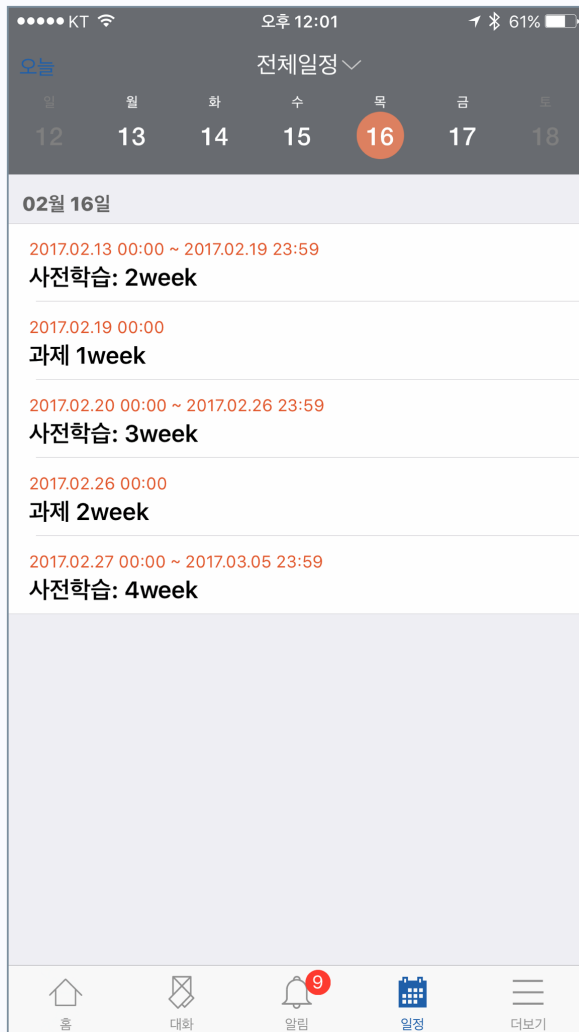 KT 오후 12:01 61%
오늘 전체일정
일 월 화 수 목 금 토
12 13 14 15 16 17 18
02월 16일
2017.02.13 00:00 ~ 2017.02.19 23:59
사전학습: 2week
2017.02.19 00:00
과제 1week
2017.02.20 00:00 ~ 2017.02.26 23:59
사전학습: 3week
2017.02.26 00:00
과제 2week
2017.02.27 00:00 ~ 2017.03.05 23:59
사전학습: 4week
9
홈 대화 알림 일정 더보기